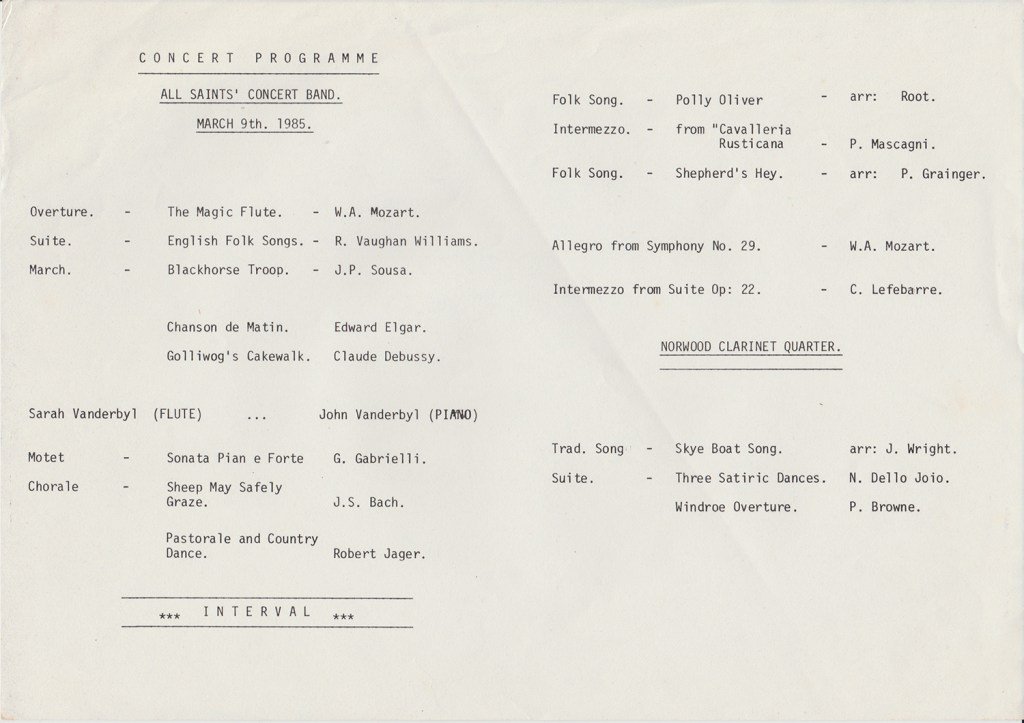 CONCERT PROGRAMME
ALL SAINTS' CONCERT BAND.
MARCH 9th. 1985.
Overture. - The Magic Flute. - W.A. Mozart.
Suite. - English Folk Songs. - R. Vaughan Williams.
March. - Blackhorse Troop. - J.P. Sousa.
Chanson de Matin. Edward Elgar.
Golliwog's Cakewalk. Claude Debussy.
Sarah Vanderbyl (FLUTE) ... John Vanderbyl (PIANO)
Motet - Sonata Pian e Forte G. Gabrielli.
Chorale - Sheep May Safely
Graze. J.S. Bach.
Pastorale and Country
Dance. Robert Jager.
*** INTERVAL ***
Folk Song. - Polly Oliver - arr: Root.
Intermezzo. - from "Cavalleria
Rusticana - P. Mascagni.
Folk Song. - Shepherd's Hey. - arr: P. Grainger.
Allegro from Symphony No. 29. - W.A. Mozart.
Intermezzo from Suite Op: 22. - C. Lefebarre.
NORWOOD CLARINET QUARTER.
Trad. Song - Skye Boat Song. arr: J. Wright.
Suite. - Three Satiric Dances. N. Dello Joio.
Windroe Overture. P. Browne.